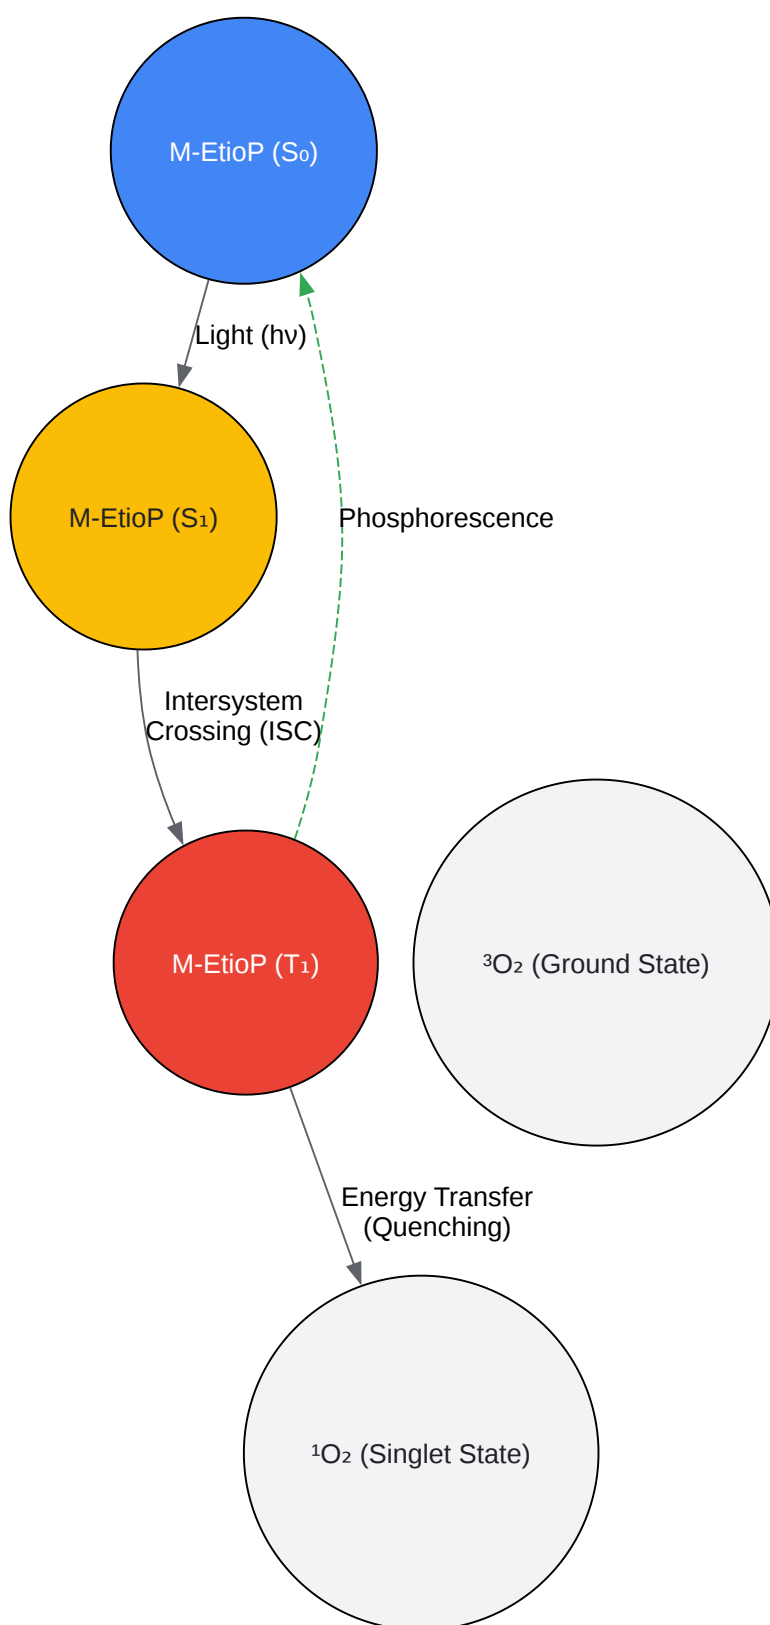 M-EtioP (S₀)
Light (hν)
M-EtioP (S₁)
Phosphorescence
Intersystem
Crossing (ISC)
M-EtioP (T₁)
³O₂ (Ground State)
Energy Transfer
(Quenching)
¹O₂ (Singlet State)